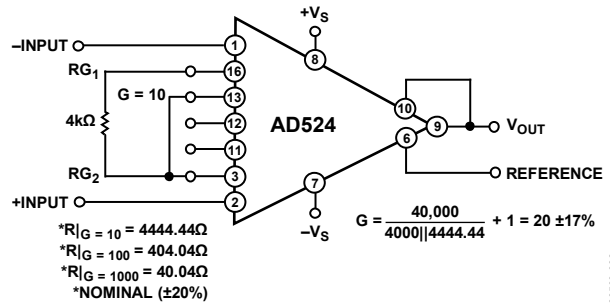 +VS
–INPUT
1
8
RG1
16
G = 10
13
10
4kΩ
12
AD524
9
VOUT
11
6
RG2
3
REFERENCE
+INPUT
2
7
–VS
*R|G = 10 = 4444.44Ω
*R|G = 100 = 404.04Ω
*R|G = 1000 = 40.04Ω
*NOMINAL (±20%)
G = 40,000 / 4000||4444.44 + 1 = 20 ±17%